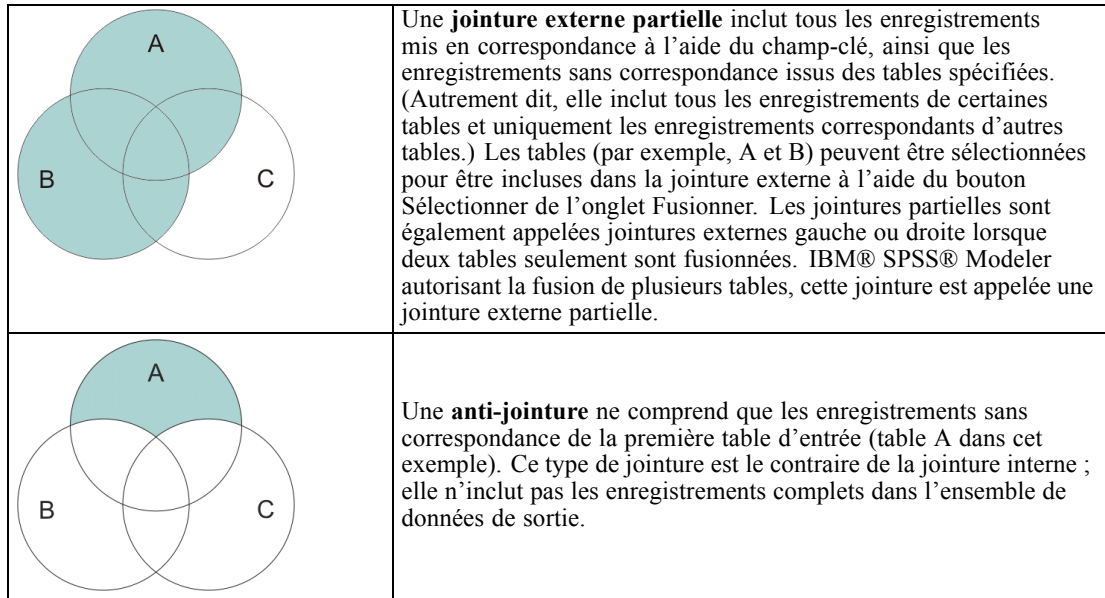 A
B
C
Une jointure externe partielle inclut tous les enregistrements
mis en correspondance à l’aide du champ-clé, ainsi que les
enregistrements sans correspondance issus des tables spécifiées.
(Autrement dit, elle inclut tous les enregistrements de certaines
tables et uniquement les enregistrements correspondants d’autres
tables.) Les tables (par exemple, A et B) peuvent être sélectionnées
pour être incluses dans la jointure externe à l’aide du bouton
Sélectionner de l’onglet Fusionner. Les jointures partielles sont
également appelées jointures externes gauche ou droite lorsque
deux tables seulement sont fusionnées. IBM® SPSS® Modeler
autorisant la fusion de plusieurs tables, cette jointure est appelée une
jointure externe partielle.
A
B
C
Une anti-jointure ne comprend que les enregistrements sans
correspondance de la première table d’entrée (table A dans cet
exemple). Ce type de jointure est le contraire de la jointure interne ;
elle n’inclut pas les enregistrements complets dans l’ensemble de
données de sortie.